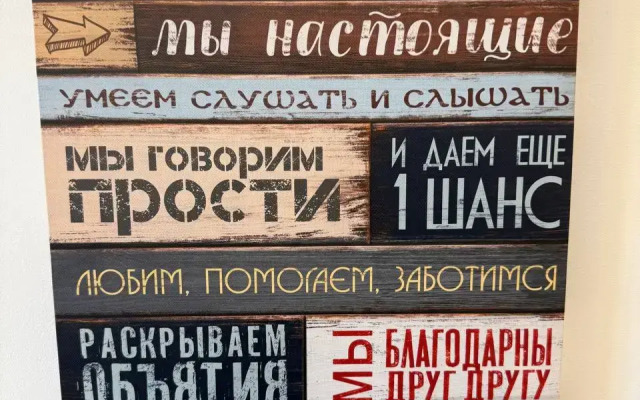 мы настоящие
умеем слушать и слышать
мы говорим
прости
И ДАЕМ ЕЩЕ
1 ШАНС
ЛЮБИМ, ПОМОГАЕМ, ЗАБОТИМСЯ
РАСКРЫВАЕМ
ОБЪЯТИЯ
МЫ
БЛАГОДАРНЫ
ДРУГ ДРУГУ